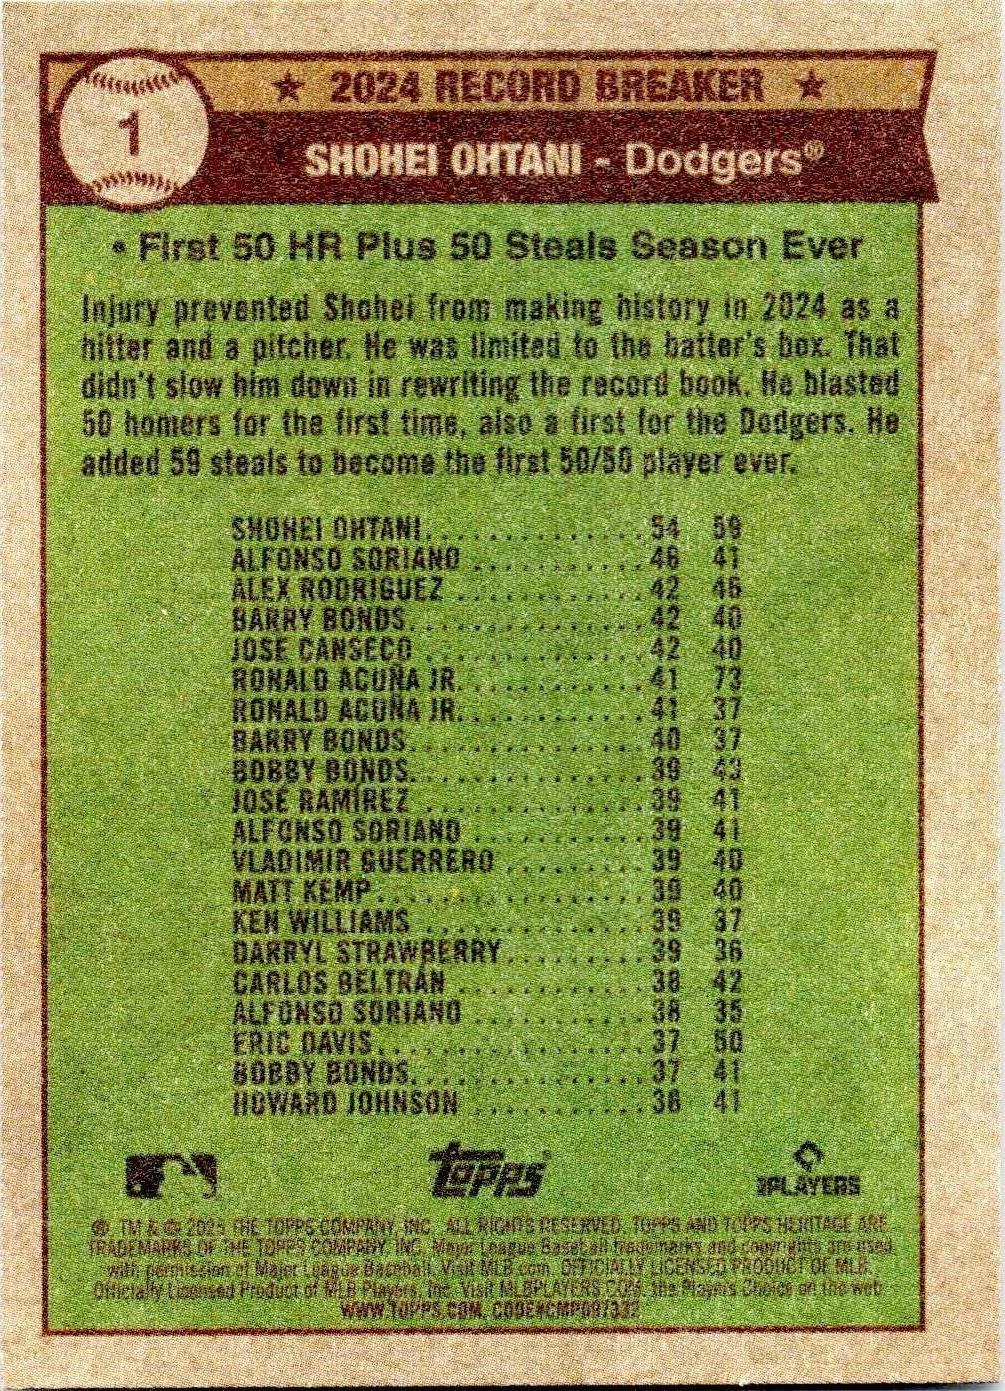 1
★ 2024 RECORD BREAKER ★
SHOHEI OHTANI - Dodgers®
• First 50 HR Plus 50 Steals Season Ever
Injury prevented Shohei from making history in 2024 as a
hitter and a pitcher. He was limited to the batter's box. That
didn't slow him down in rewriting the record book. He blasted
50 homers for the first time, also a first for the Dodgers. He
added 59 steals to become the first 50/50 player ever.
SHOHEI OHTANI.............. 54 59
ALFONSO SORIANO ........... 46 41
ALEX RODRIGUEZ ............ 42 46
BARRY BONDS............... 42 40
JOSE CANSECO .............. 42 40
RONALD ACUÑA JR............ 41 73
RONALD ACUÑA JR............ 41 37
BARRY BONDS............... 40 37
BOBBY BONDS............... 39 43
JOSÉ RAMÍREZ .............. 39 41
ALFONSO SORIANO ........... 39 41
VLADIMIR GUERRERO ......... 39 40
MATT KEMP................. 39 40
KEN WILLIAMS .............. 39 37
DARRYL STRAWBERRY......... 39 36
CARLOS BELTRÁN ............ 38 42
ALFONSO SORIANO ........... 38 35
ERIC DAVIS................. 37 50
BOBBY BONDS............... 37 41
HOWARD JOHNSON ........... 36 41
Topps
PLAYERS
® TM & © 2025 THE TOPPS COMPANY, INC. ALL RIGHTS RESERVED. TOPPS AND TOPPS HERITAGE ARE
TRADEMARKS OF THE TOPPS COMPANY, INC. Major League Baseball trademarks and copyrights are used
with permission of Major League Baseball. Visit MLB.com. OFFICIALLY LICENSED PRODUCT OF MLB
Officially Licensed Product of MLB Players, Inc. Visit MLBPLAYERS.COM, the Players Choice on the web.
WWW.TOPPS.COM. CODE#CMP097332